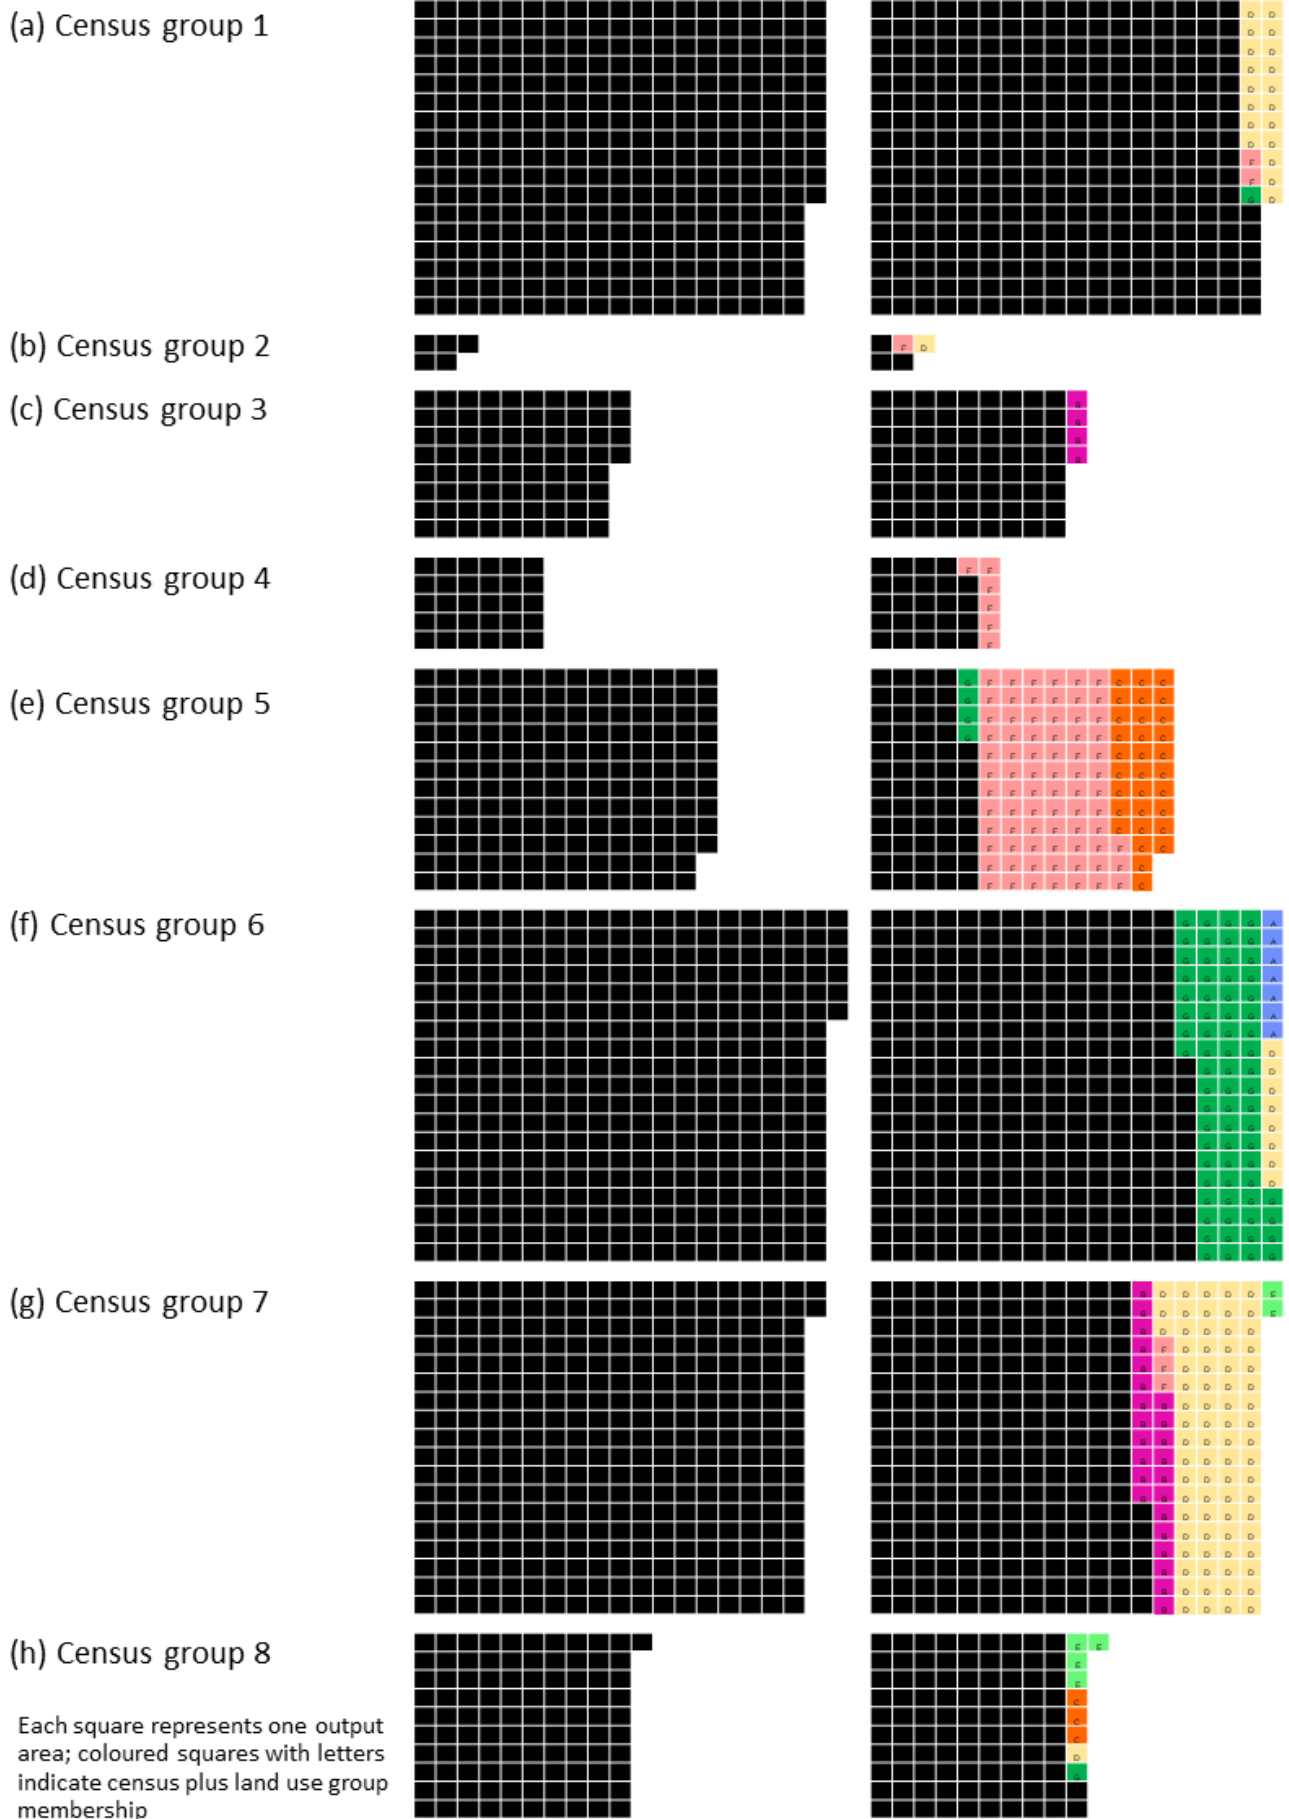 (a) Census group 1
D D
D D
D D
D D
D D
D D
D D
D D
F D
F D
G D
(b) Census group 2
F D
(c) Census group 3
B
B
B
B
(d) Census group 4
F F
F
F
F
F
(e) Census group 5
G F F F F F F C C C
G F F F F F F C C C
G F F F F F F C C C
G F F F F F F C C C
F F F F F F C C C
F F F F F F C C C
F F F F F F C C C
F F F F F F C C C
F F F F F F C C C
F F F F F F F C C
F F F F F F F C
F F F F F F F C
(f) Census group 6
G G G G A
G G G G A
G G G G A
G G G G A
G G G G A
G G G G A
G G G G A
G G G G D
G G G D
G G G D
G G G D
G G G D
G G G D
G G G D
G G G D
G G G G
G G G G
G G G G
G G G G
(g) Census group 7
B D D D D D E
B D D D D D E
B D D D D D
B F D D D D
B F D D D D
B F D D D D
B B D D D D
B B D D D D
B B D D D D
B B D D D D
B B D D D D
B B D D D D
B D D D D
B D D D D
B D D D D
B D D D D
B D D D D
B D D D D
(h) Census group 8
E E
E
E
C
C
C
D
G
Each square represents one output
area; coloured squares with letters
indicate census plus land use group
membership